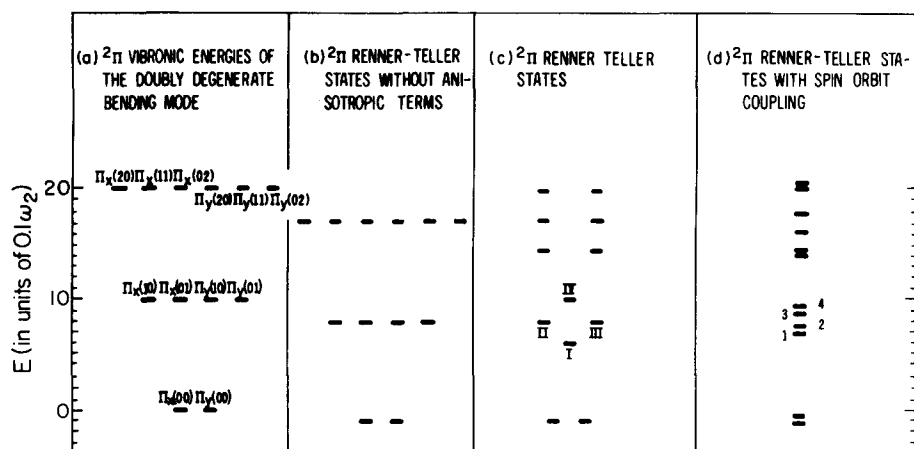 (a) ²Π VIBRONIC ENERGIES OF
THE DOUBLY DEGENERATE
BENDING MODE
(b) ²Π RENNER-TELLER
STATES WITHOUT ANI-
SOTROPIC TERMS
(c) ²Π RENNER TELLER
STATES
(d) ²Π RENNER-TELLER STA-
TES WITH SPIN ORBIT
COUPLING
E (in units of 0.1ω₂)
20
10
0
Πx(20)Πx(11)Πx(02)
Πy(20)Πy(11)Πy(02)
Πx(10)Πx(01)Πy(10)Πy(01)
Πx(00)Πy(00)
IV
II
III
I
4
3
2
1